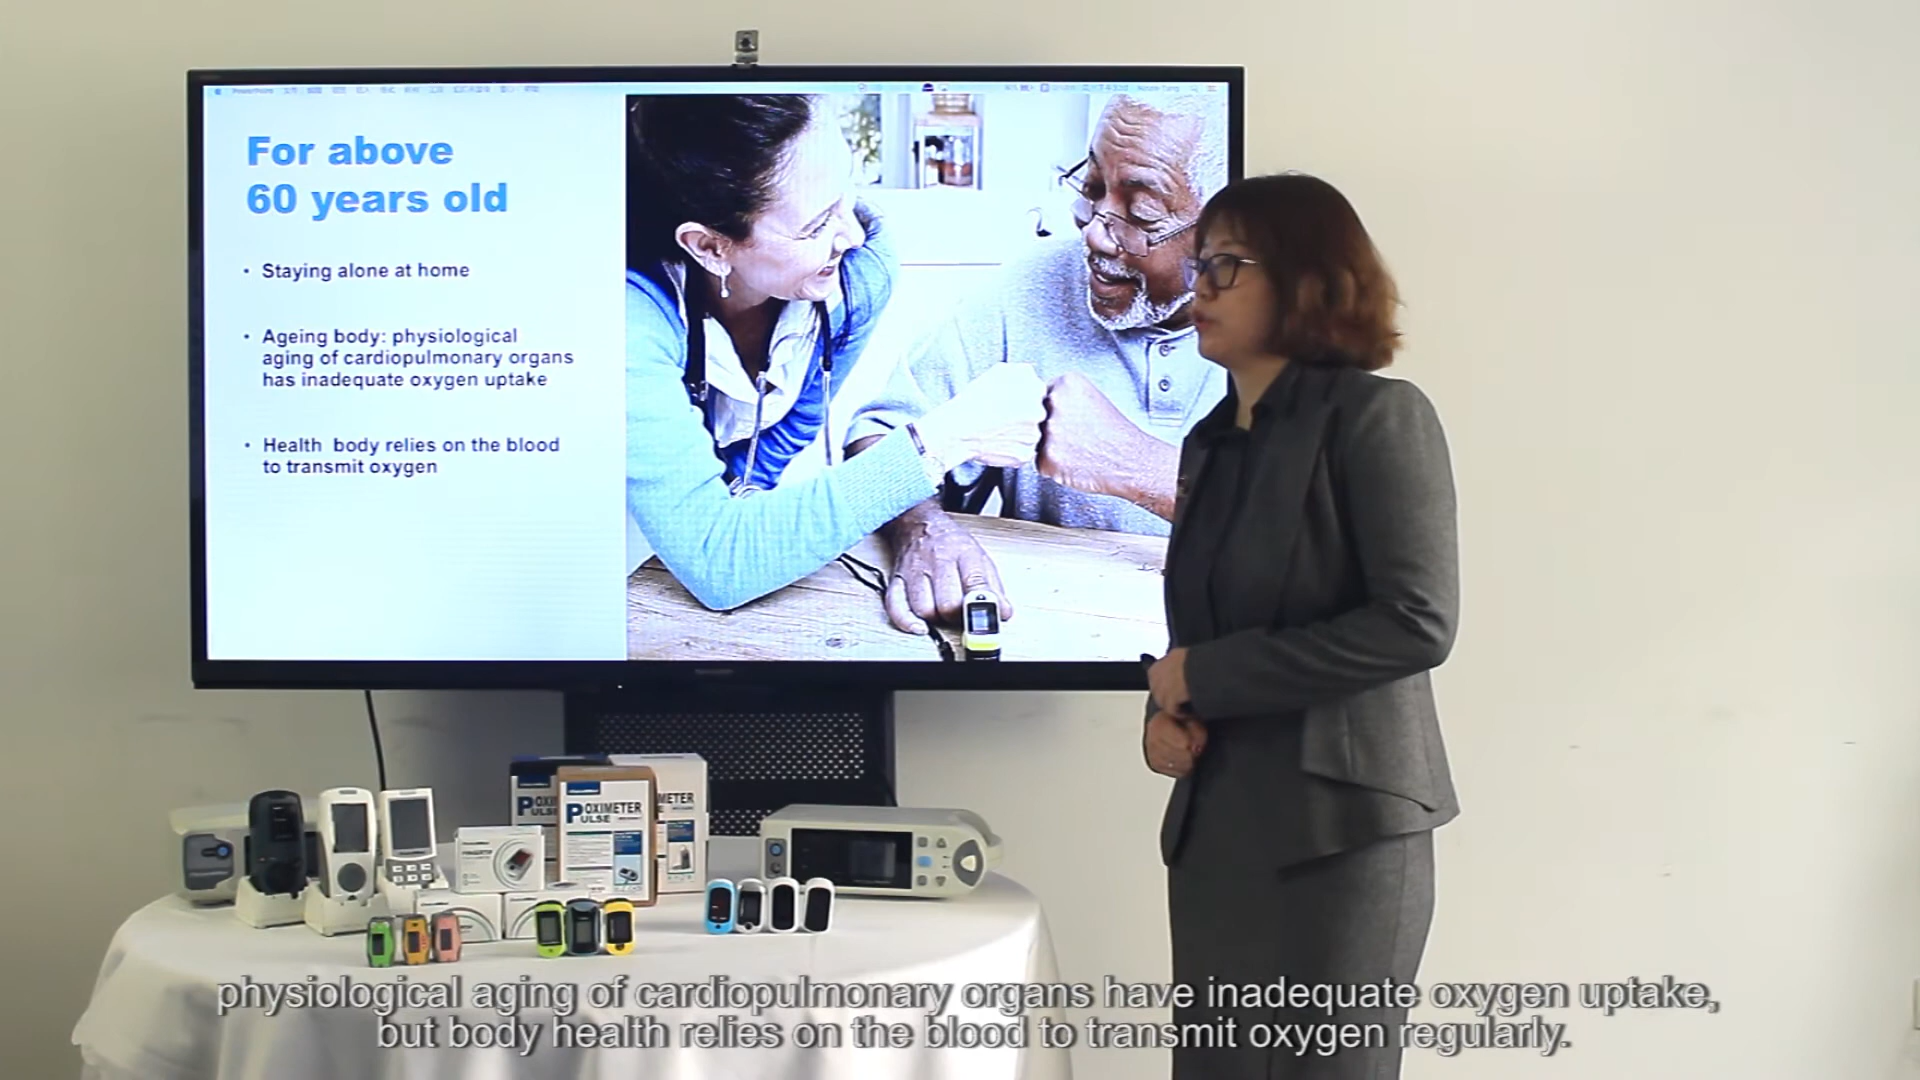 PowerPoint
For above
60 years old
• Staying alone at home
• Ageing body: physiological
aging of cardiopulmonary organs
has inadequate oxygen uptake
• Health body relies on the blood
to transmit oxygen
OXIMETER
PULSE
physiological aging of cardiopulmonary organs have inadequate oxygen uptake,
but body health relies on the blood to transmit oxygen regularly.